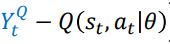 Y_t^Q − Q(s_t, a_t|θ)